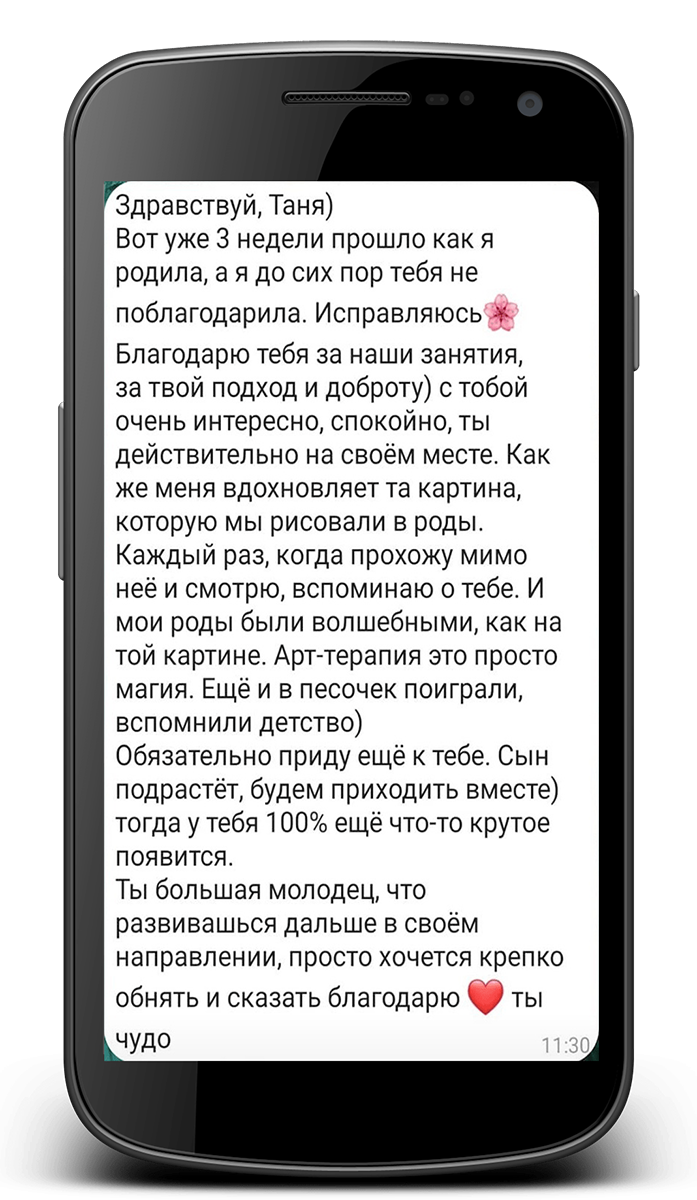 Здравствуй, Таня)
Вот уже 3 недели прошло как я
родила, а я до сих пор тебя не
поблагодарила. Исправляюсь🌸
Благодарю тебя за наши занятия,
за твой подход и доброту) с тобой
очень интересно, спокойно, ты
действительно на своём месте. Как
же меня вдохновляет та картина,
которую мы рисовали в роды.
Каждый раз, когда прохожу мимо
неё и смотрю, вспоминаю о тебе. И
мои роды были волшебными, как на
той картине. Арт-терапия это просто
магия. Ещё и в песочек поиграли,
вспомнили детство)
Обязательно приду ещё к тебе. Сын
подрастёт, будем приходить вместе)
тогда у тебя 100% ещё что-то крутое
появится.
Ты большая молодец, что
развивашься дальше в своём
направлении, просто хочется крепко
обнять и сказать благодарю ❤️ ты
чудо
11:30